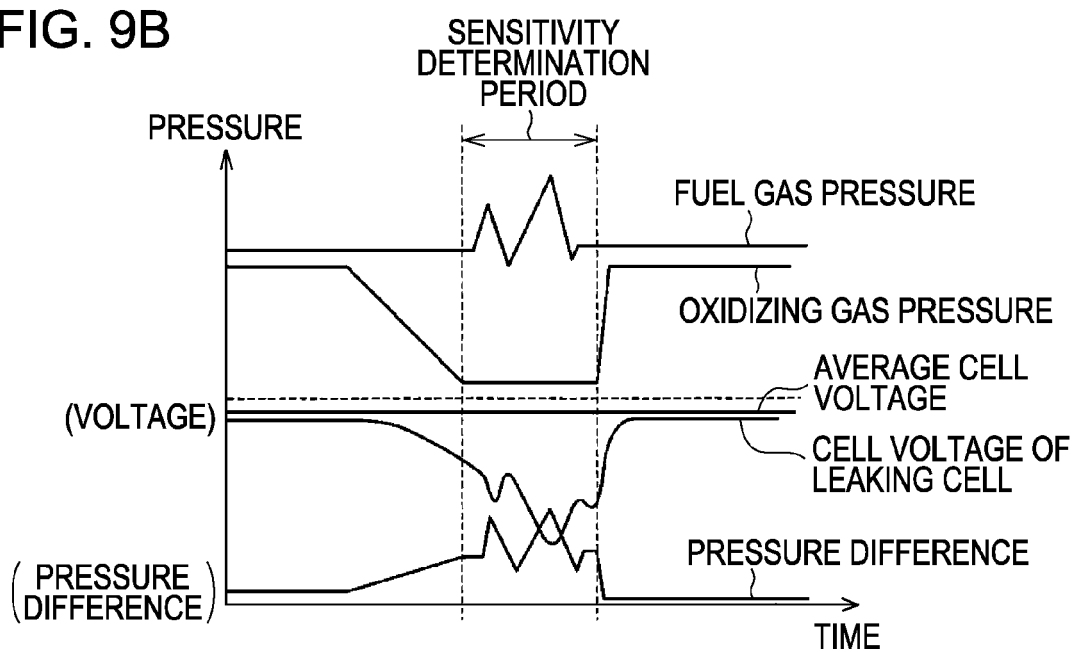 FIG. 9B
SENSITIVITY
DETERMINATION
PERIOD
PRESSURE
FUEL GAS PRESSURE
OXIDIZING GAS PRESSURE
AVERAGE CELL
VOLTAGE
(VOLTAGE)
CELL VOLTAGE OF
LEAKING CELL
PRESSURE DIFFERENCE
(PRESSURE
DIFFERENCE)
TIME